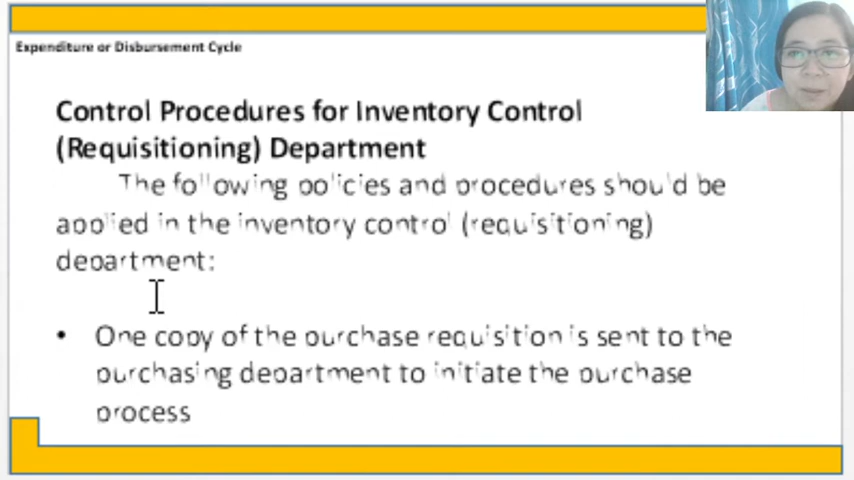 Expenditure or Disbursement Cycle
Control Procedures for Inventory Control
(Requisitioning) Department
The following policies and procedures should be
applied in the inventory control (requisitioning)
department:
• One copy of the purchase requisition is sent to the
purchasing department to initiate the purchase
process